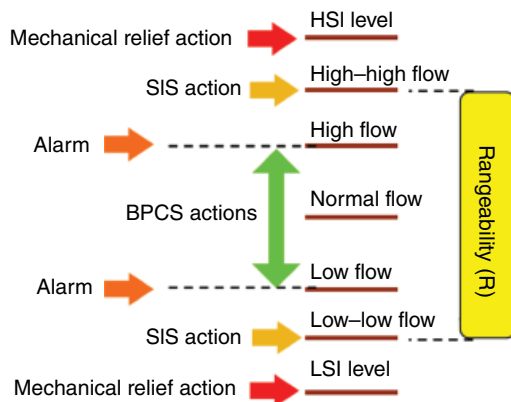 HSI level
Mechanical relief action
High–high flow
SIS action
High flow
Alarm
BPCS actions
Normal flow
Rangeability (R)
Low flow
Alarm
Low–low flow
SIS action
LSI level
Mechanical relief action